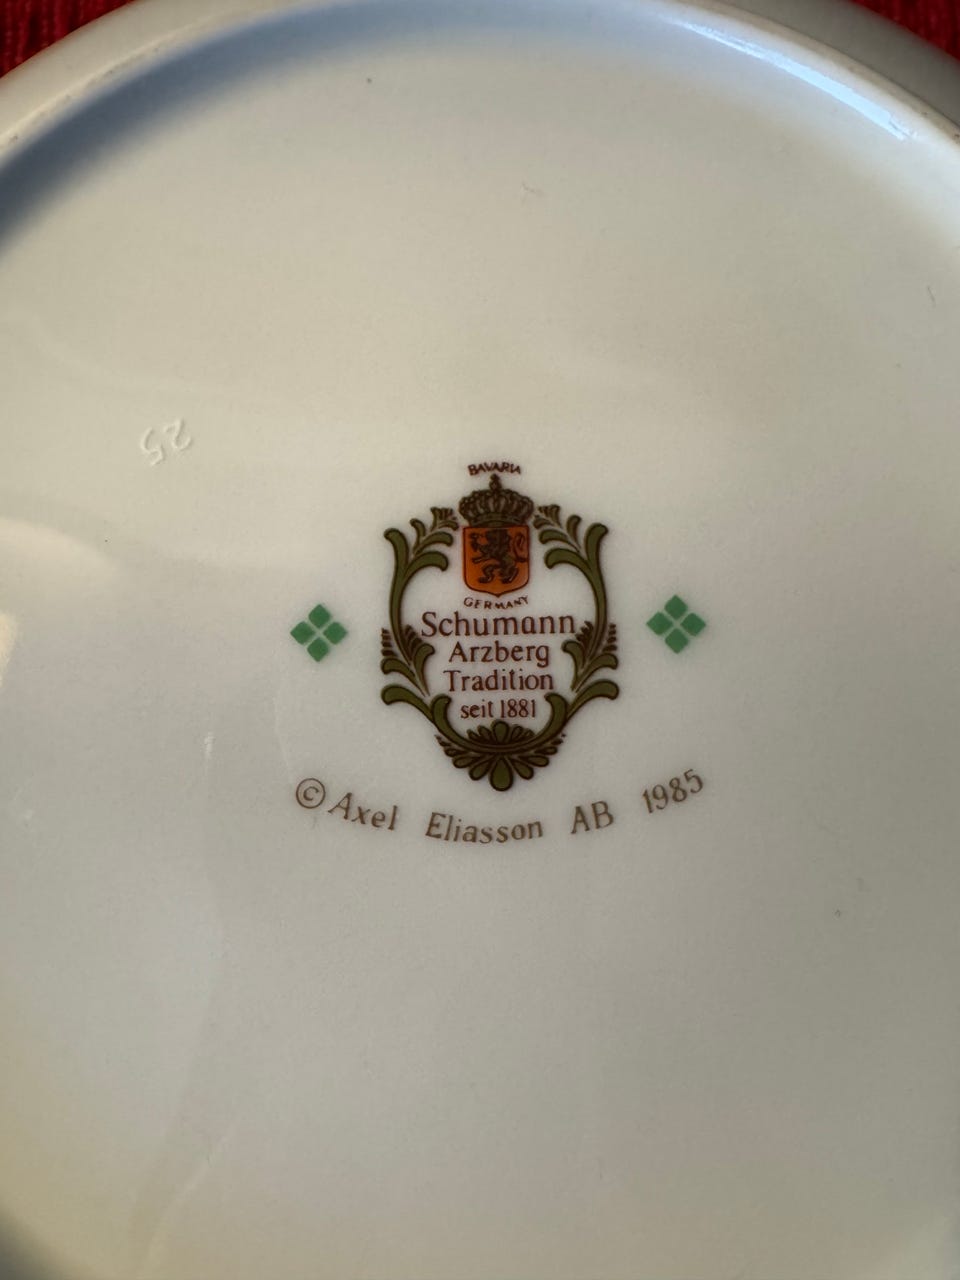 25
BAVARIA
GERMANY
Schumann
Arzberg
Tradition
seit 1881
© Axel Eliasson AB 1985